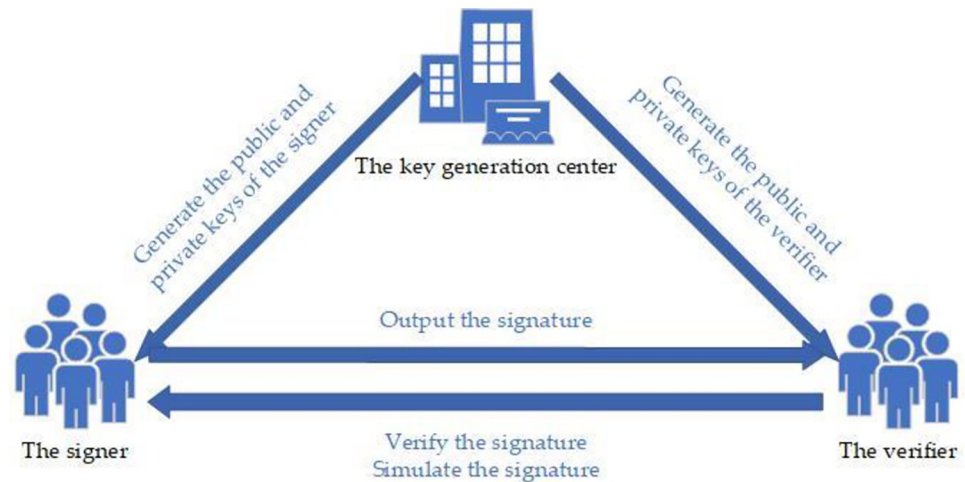 Generate the public and
private keys of the signer
Generate the public and
private keys of the verifier
The key generation center
Output the signature
The signer
The verifier
Verify the signature
Simulate the signature